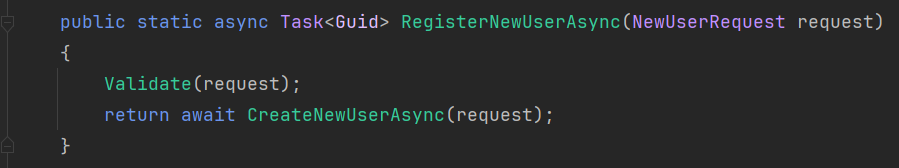 public static async Task<Guid> RegisterNewUserAsync(NewUserRequest request)
{
    Validate(request);
    return await CreateNewUserAsync(request);
}